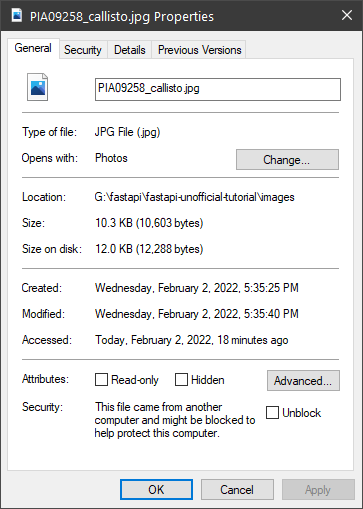 PIA09258_callisto.jpg Properties
General Security Details Previous Versions
PIA09258_callisto.jpg
Type of file: JPG File (.jpg)
Opens with: Photos Change...
Location: G:\fastapi\fastapi-unofficial-tutorial\images
Size: 10.3 KB (10,603 bytes)
Size on disk: 12.0 KB (12,288 bytes)
Created: Wednesday, February 2, 2022, 5:35:25 PM
Modified: Wednesday, February 2, 2022, 5:35:40 PM
Accessed: Today, February 2, 2022, 18 minutes ago
Attributes: Read-only Hidden Advanced...
Security: This file came from another
computer and might be blocked to
help protect this computer.
Unblock
OK Cancel Apply